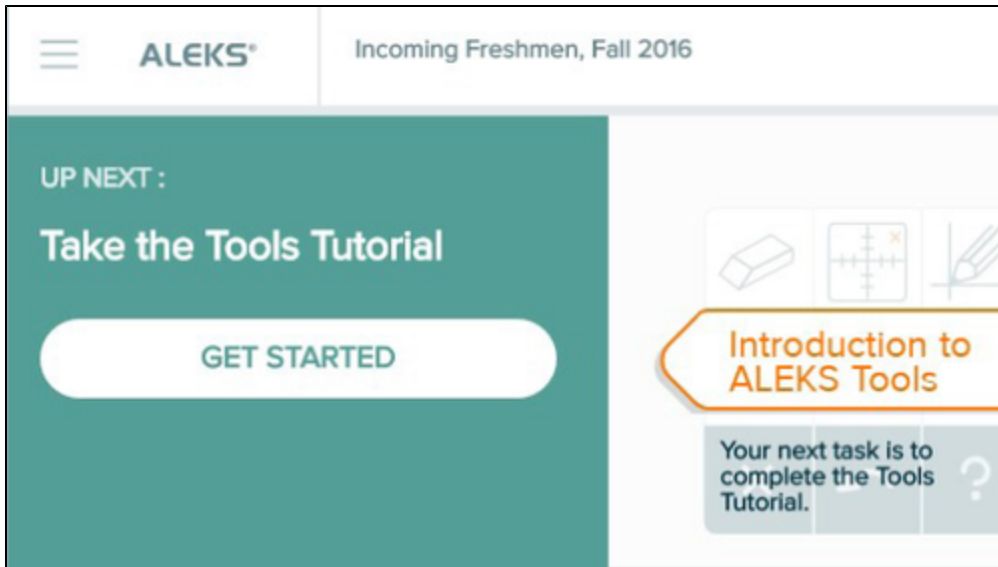 ALEKS®
Incoming Freshmen, Fall 2016
UP NEXT :
Take the Tools Tutorial
GET STARTED
Introduction to
ALEKS Tools
Your next task is to
complete the Tools
Tutorial.
?